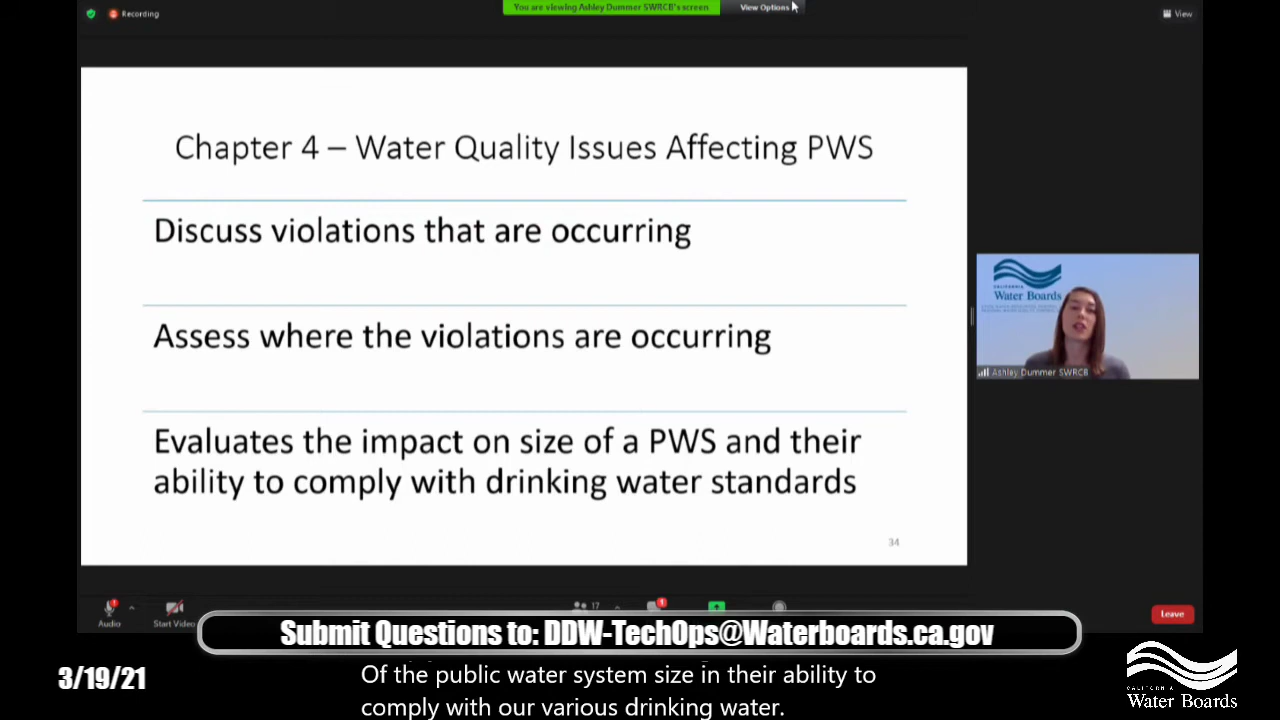 Recording
You are viewing Ashley Dummer SWRCB's screen
View Options
View
Chapter 4 – Water Quality Issues Affecting PWS
Discuss violations that are occurring
Assess where the violations are occurring
Evaluates the impact on size of a PWS and their
ability to comply with drinking water standards
34
CALIFORNIA
Water Boards
Ashley Dummer SWRCB
Audio
Start Video
17
Leave
Submit Questions to: DDW-TechOps@Waterboards.ca.gov
3/19/21
Of the public water system size in their ability to
comply with our various drinking water.
CALIFORNIA
Water Boards